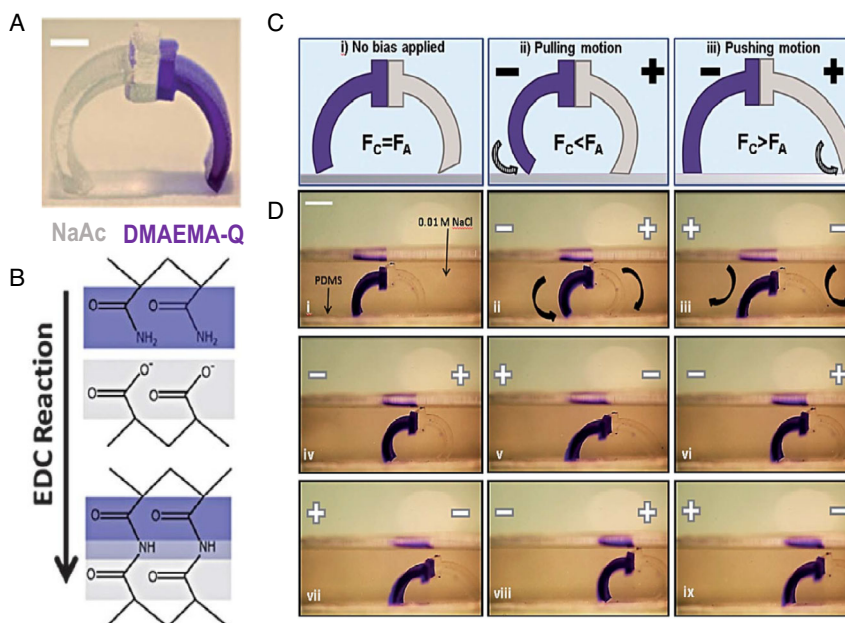 A
NaAc DMAEMA-Q
B
EDC Reaction
O
O
NH2
NH2
O-
O-
O
O
O
O
NH
NH
O
O
C
i) No bias applied
FC=FA
ii) Pulling motion
− +
FC<FA
iii) Pushing motion
− +
FC>FA
D
0.01 M NaCl
PDMS
i
− +
ii
+ −
iii
− +
iv
+ −
v
− +
vi
+ −
vii
− +
viii
+ −
ix